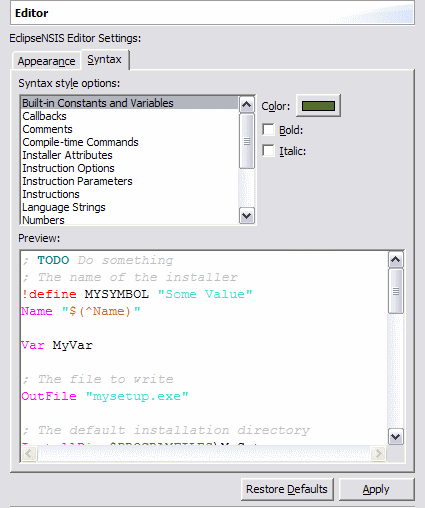 Editor
EclipseNSIS Editor Settings:
Appearance Syntax
Syntax style options:
Built-in Constants and Variables
Callbacks
Comments
Compile-time Commands
Installer Attributes
Instruction Options
Instruction Parameters
Instructions
Language Strings
Numbers
Color:
Bold:
Italic:
Preview:
; TODO Do something
; The name of the installer
!define MYSYMBOL "Some Value"
Name "$(^Name)"
Var MyVar
; The file to write
OutFile "mysetup.exe"
; The default installation directory
Restore Defaults Apply